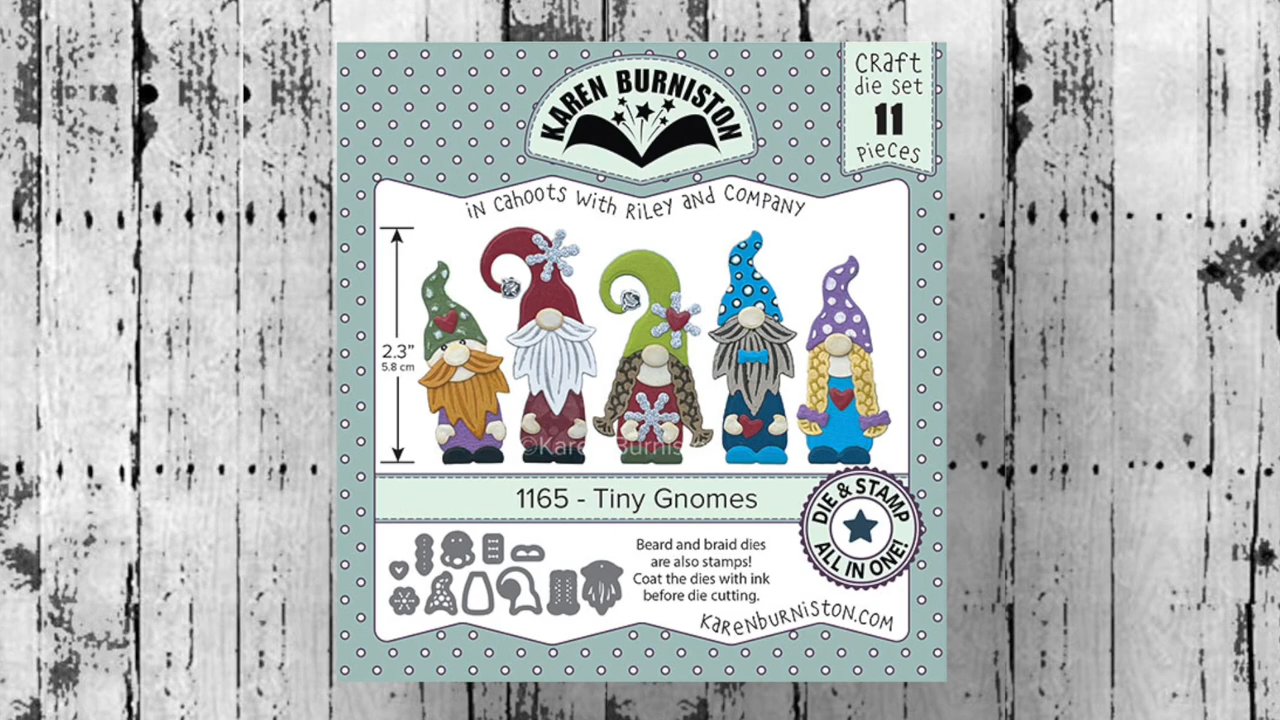 KAREN BURNISTON
CRaft
die set
11
pieces
in cahoots with RiLey and COMPANY
2.3”
5.8 cm
©Karen Burnis
1165 - Tiny Gnomes
DIE & STAMP
ALL IN ONE!
Beard and braid dies
are also stamps!
Coat the dies with ink
before die cutting.
KarenBURNiSTON.COM